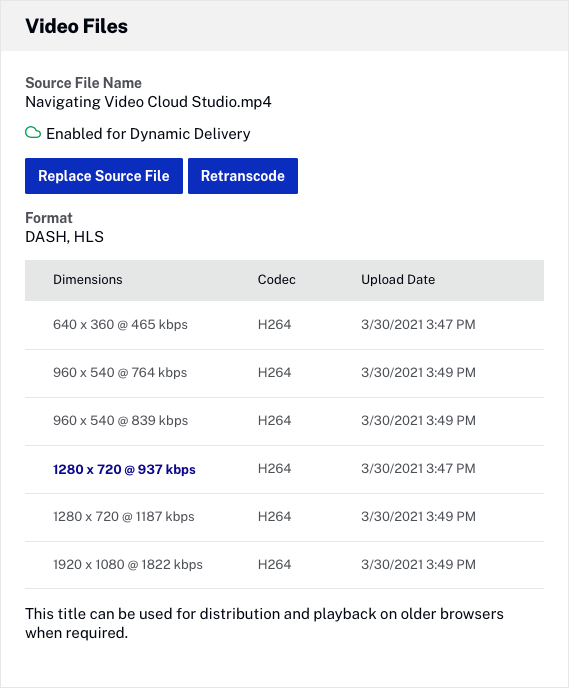 Video Files
Source File Name
Navigating Video Cloud Studio.mp4
Enabled for Dynamic Delivery
Replace Source File Retranscode
Format
DASH, HLS
Dimensions Codec Upload Date
640 x 360 @ 465 kbps H264 3/30/2021 3:47 PM
960 x 540 @ 764 kbps H264 3/30/2021 3:49 PM
960 x 540 @ 839 kbps H264 3/30/2021 3:49 PM
1280 x 720 @ 937 kbps H264 3/30/2021 3:47 PM
1280 x 720 @ 1187 kbps H264 3/30/2021 3:49 PM
1920 x 1080 @ 1822 kbps H264 3/30/2021 3:49 PM
This title can be used for distribution and playback on older browsers
when required.